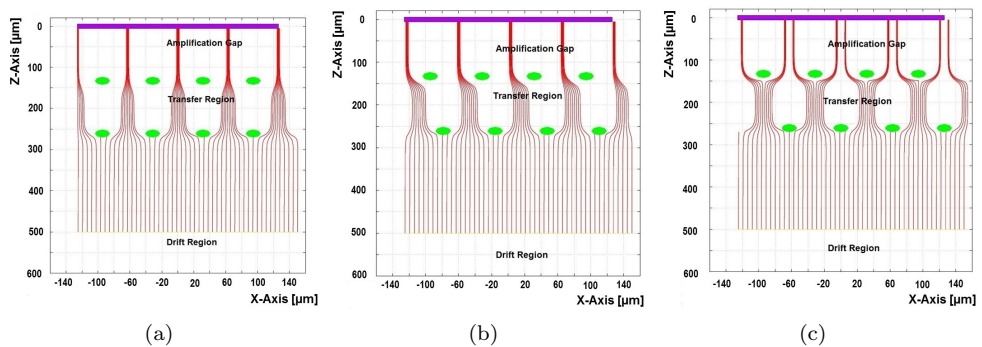 Z-Axis [µm]
0
100
200
300
400
500
600
Amplification Gap
Transfer Region
Drift Region
-140 -100 -60 -20 20 60 100 140
X-Axis [µm]
(a)
Z-Axis [µm]
0
100
200
300
400
500
600
Amplification Gap
Transfer Region
Drift Region
-140 -100 -60 -20 20 60 100 140
X-Axis [µm]
(b)
Z-Axis [µm]
0
100
200
300
400
500
600
Amplification Gap
Transfer Region
Drift Region
-140 -100 -60 -20 20 60 100 140
X-Axis [µm]
(c)